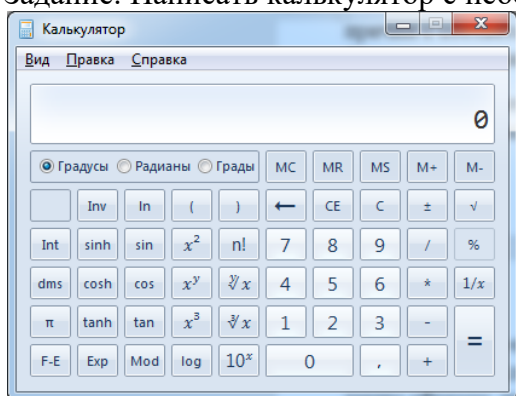 Задание. Написать калькулятор с
Калькулятор
Вид Правка Справка
0
Градусы Радианы Грады MC MR MS M+ M-
Inv ln ( ) ← CE C ± √
Int sinh sin x² n! 7 8 9 / %
dms cosh cos xʸ ʸ√x 4 5 6 * 1/x
π tanh tan x³ ³√x 1 2 3 - =
F-E Exp Mod log 10ˣ 0 , +